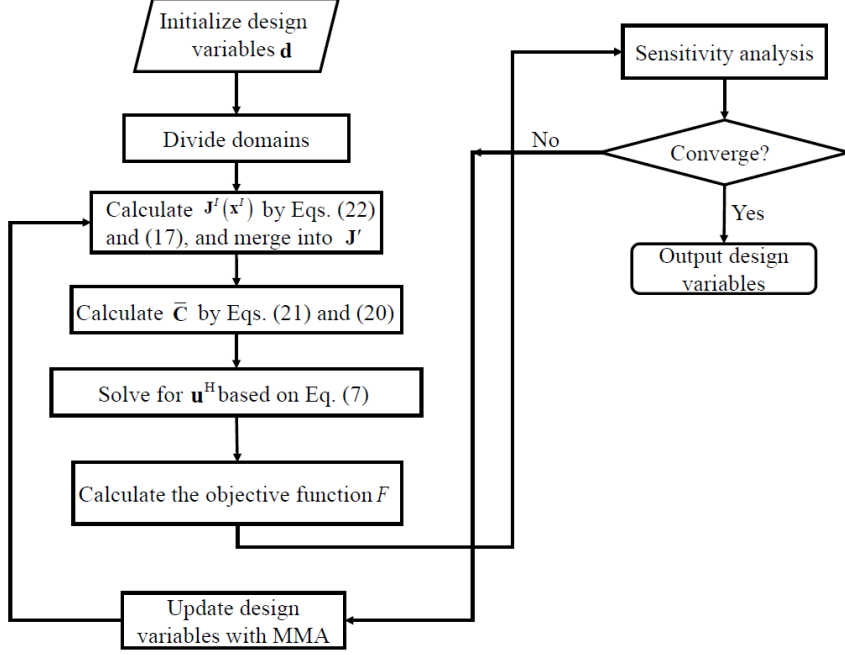 Initialize design
variables d
Divide domains
Calculate J^I(x^I) by Eqs. (22)
and (17), and merge into J′
Calculate C̄ by Eqs. (21) and (20)
Solve for u^H based on Eq. (7)
Calculate the objective function F
Update design
variables with MMA
Sensitivity analysis
Converge?
No
Yes
Output design
variables